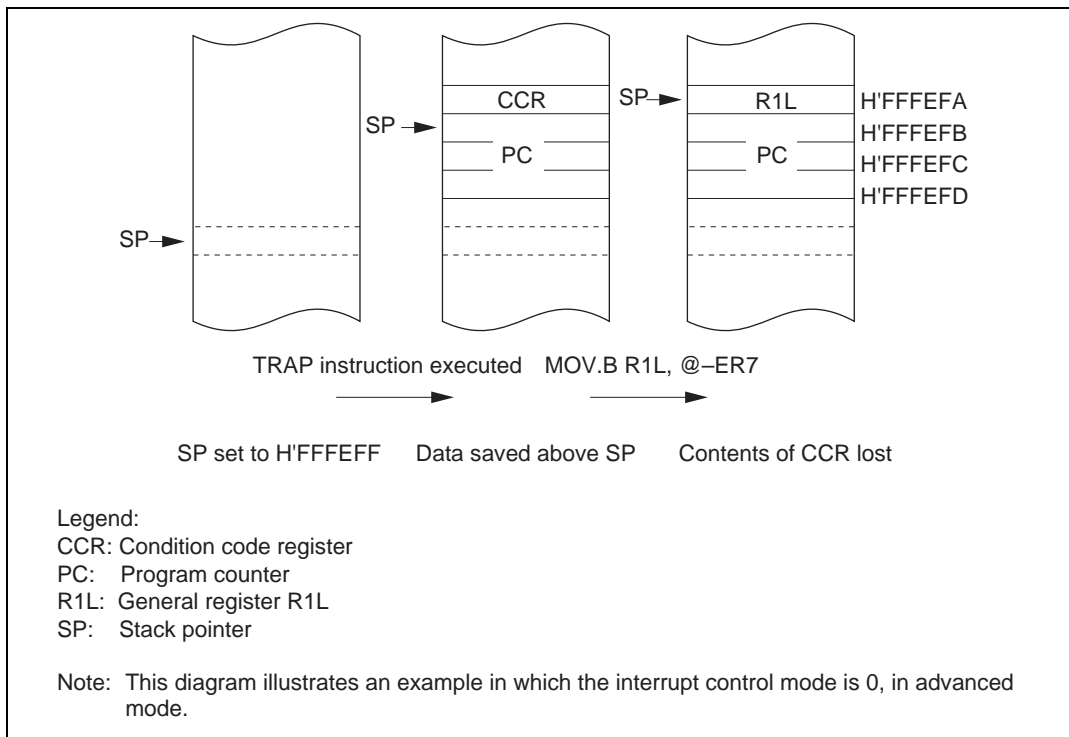 CCR
SP
R1L
H'FFFEFA
SP
H'FFFEFB
PC
PC
H'FFFEFC
H'FFFEFD
SP
TRAP instruction executed
MOV.B R1L, @–ER7
SP set to H'FFFEFF
Data saved above SP
Contents of CCR lost
Legend:
CCR: Condition code register
PC: Program counter
R1L: General register R1L
SP: Stack pointer
Note: This diagram illustrates an example in which the interrupt control mode is 0, in advanced
mode.